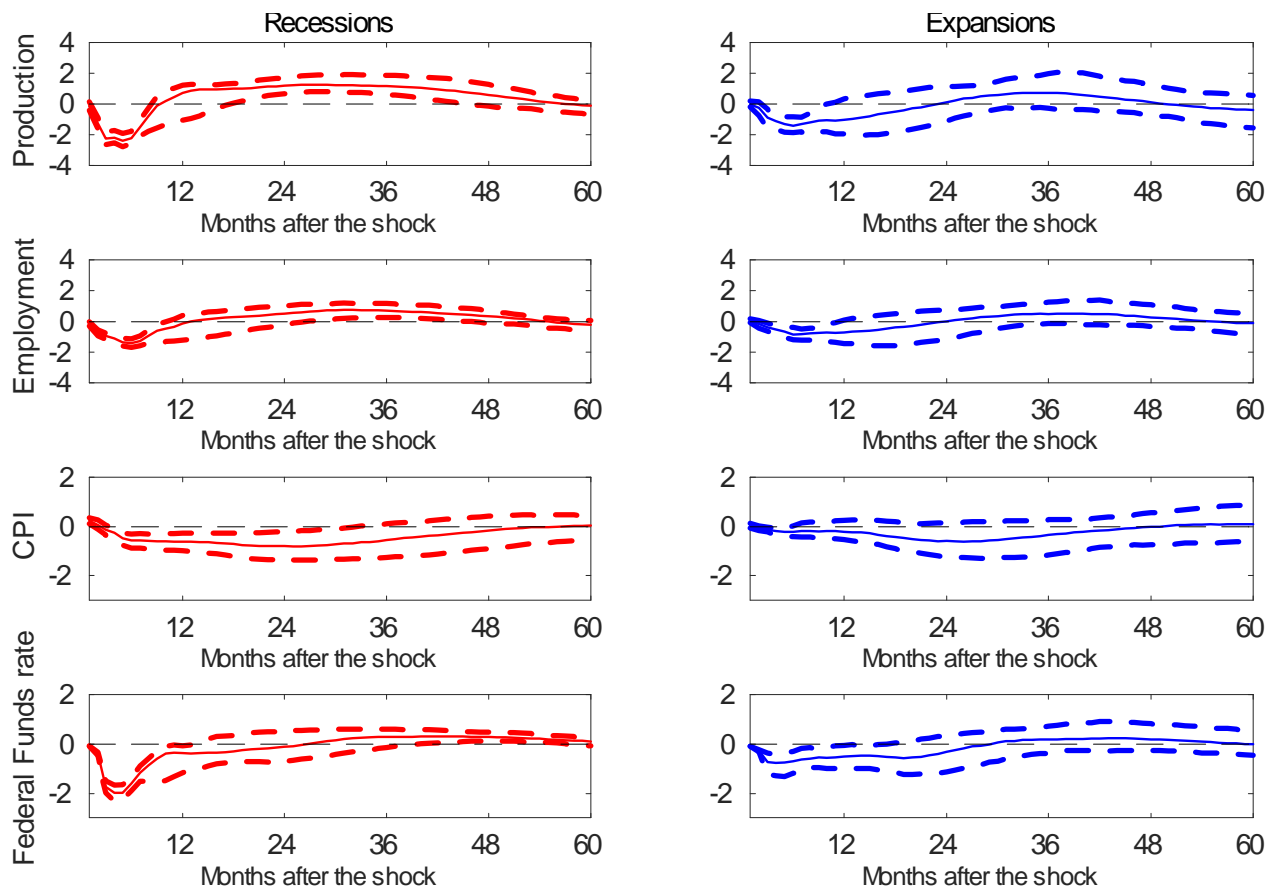 Recessions
Expansions
Production
4
2
0
-2
-4
12 24 36 48 60
Months after the shock
4
2
0
-2
-4
12 24 36 48 60
Months after the shock
Employment
4
2
0
-2
-4
12 24 36 48 60
Months after the shock
4
2
0
-2
-4
12 24 36 48 60
Months after the shock
CPI
2
0
-2
12 24 36 48 60
Months after the shock
2
0
-2
12 24 36 48 60
Months after the shock
Federal Funds rate
2
0
-2
12 24 36 48 60
Months after the shock
2
0
-2
12 24 36 48 60
Months after the shock